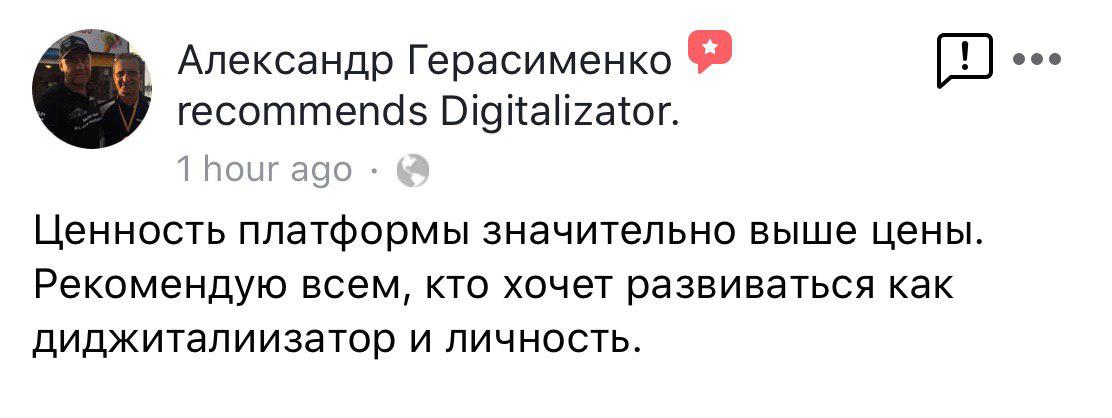 Александр Герасименко
recommends Digitalizator.
1 hour ago ·
Ценность платформы значительно выше цены.
Рекомендую всем, кто хочет развиваться как
диджиталиизатор и личность.